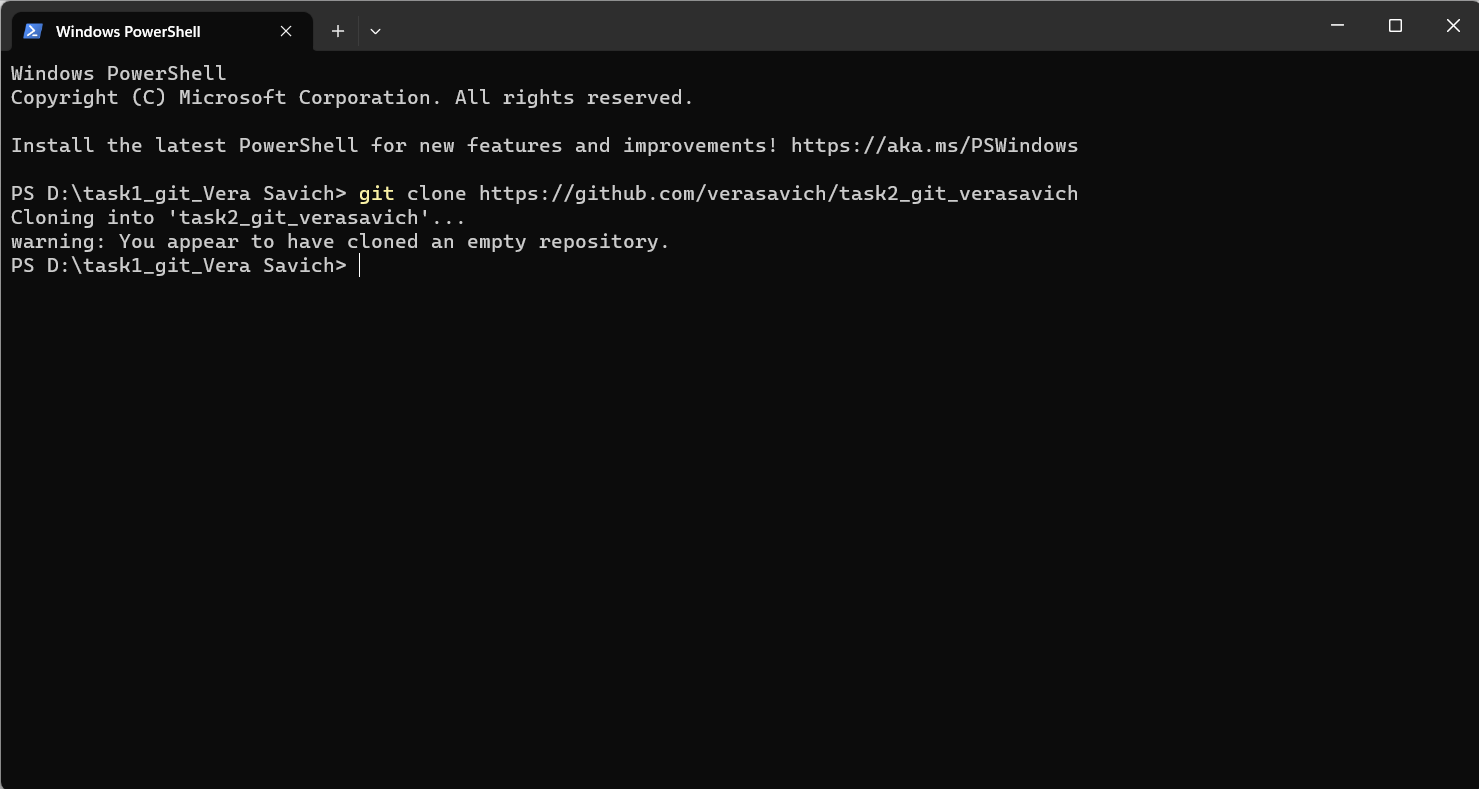 Windows PowerShell
Windows PowerShell
Copyright (C) Microsoft Corporation. All rights reserved.
Install the latest PowerShell for new features and improvements! https://aka.ms/PSWindows
PS D:\task1_git_Vera Savich> git clone https://github.com/verasavich/task2_git_verasavich
Cloning into 'task2_git_verasavich'...
warning: You appear to have cloned an empty repository.
PS D:\task1_git_Vera Savich>